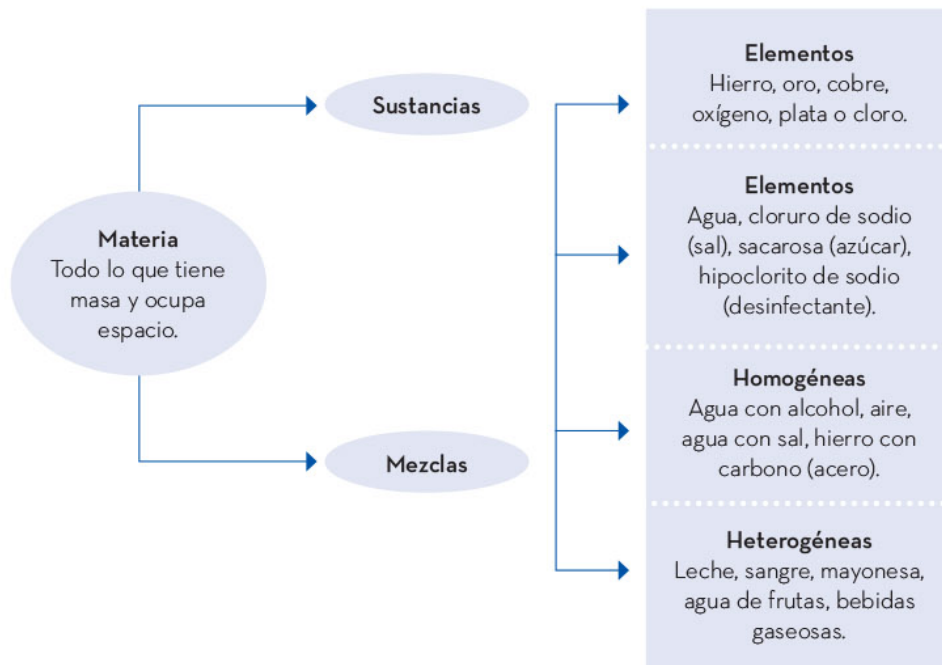 Materia
Todo lo que tiene
masa y ocupa
espacio.
Sustancias
Mezclas
Elementos
Hierro, oro, cobre,
oxígeno, plata o cloro.
Elementos
Agua, cloruro de sodio
(sal), sacarosa (azúcar),
hipoclorito de sodio
(desinfectante).
Homogéneas
Agua con alcohol, aire,
agua con sal, hierro con
carbono (acero).
Heterogéneas
Leche, sangre, mayonesa,
agua de frutas, bebidas
gaseosas.